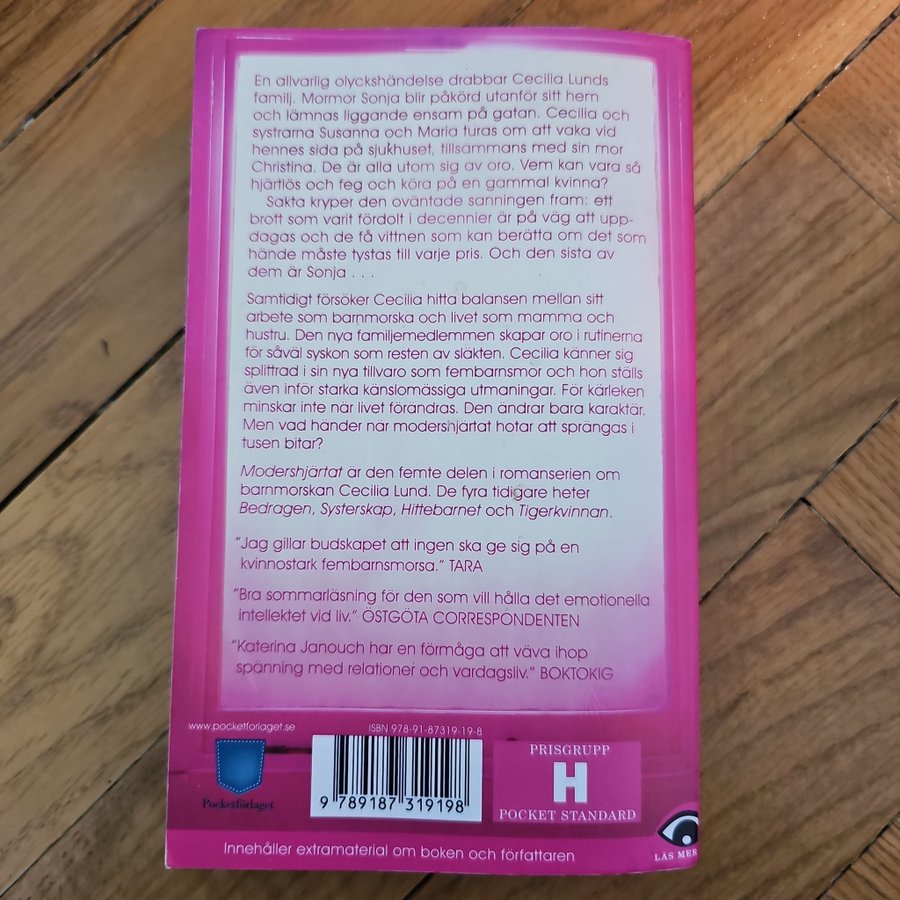 En allvarlig olyckshändelse drabbar Cecilia Lunds
familj. Mormor Sonja blir påkörd utanför sitt hem
och lämnas liggande ensam på gatan. Cecilia och
systrarna Susanna och Maria turas om att vaka vid
hennes sida på sjukhuset, tillsammans med sin mor
Christina. De är alla utom sig av oro. Vem kan vara så
hjärtlös och feg och köra på en gammal kvinna?
Sakta kryper den oväntade sanningen fram: ett
brott som varit fördolt i decennier är på väg att upp-
dagas och de få vittnen som kan berätta om det som
hände måste tystas till varje pris. Och den sista av
dem är Sonja . . .
Samtidigt försöker Cecilia hitta balansen mellan sitt
arbete som barnmorska och livet som mamma och
hustru. Den nya familjemedlemmen skapar oro i rutinerna
för såväl syskon som resten av släkten. Cecilia känner sig
splittrad i sin nya tillvaro som fembarnsmor och hon ställs
även inför starka känslomässiga utmaningar. För kärleken
minskar inte när livet förändras. Den ändrar bara karaktär.
Men vad händer när modershjärtat hotar att sprängas i
tusen bitar?
Modershjärtat är den femte delen i romanserien om
barnmorskan Cecilia Lund. De fyra tidigare heter
Bedragen, Systerskap, Hittebarnet och Tigerkvinnan.
"Jag gillar budskapet att ingen ska ge sig på en
kvinnostark fembarnsmorsa." TARA
"Bra sommarläsning för den som vill hålla det emotionella
intellektet vid liv." ÖSTGÖTA CORRESPONDENTEN
"Katerina Janouch har en förmåga att väva ihop
spänning med relationer och vardagsliv." BOKTOKIG
www.pocketforlaget.se
ISBN 978-91-87319-19-8
Pocketförlaget
9 789187 319198
PRISGRUPP
H
POCKET STANDARD
LÄS MER
Innehåller extramaterial om boken och författaren